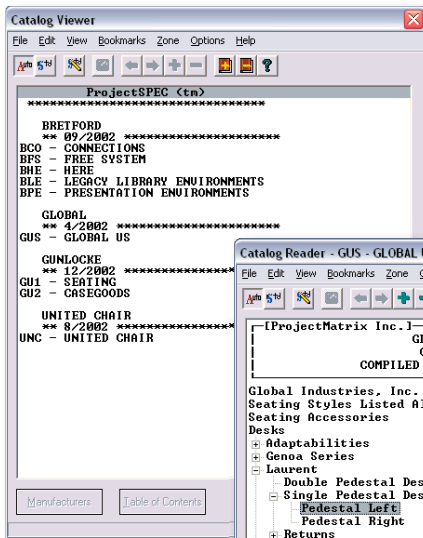 Catalog Viewer
File Edit View Bookmarks Zone Options Help
Auto Std
ProjectSPEC (tm)
**********************************
BRETFORD
** 09/2002 **********************
BCO - CONNECTIONS
BFS - FREE SYSTEM
BHE - HERE
BLE - LEGACY LIBRARY ENVIRONMENTS
BPE - PRESENTATION ENVIRONMENTS
GLOBAL
** 4/2002 ***********************
GUS - GLOBAL US
GUNLOCKE
** 12/2002 *****************
GU1 - SEATING
GU2 - CASEGOODS
UNITED CHAIR
** 8/2002 *****************
UNC - UNITED CHAIR
Manufacturers Table of Contents
Catalog Reader - GUS - GLOBAL
File Edit View Bookmarks Zone
Auto Std
[ProjectMatrix Inc.]
COMPILED
Global Industries, Inc.
Seating Styles Listed
Seating Accessories
Desks
Adaptabilities
Genoa Series
Laurent
Double Pedestal
Single Pedestal
Pedestal Left
Pedestal Right
Returns